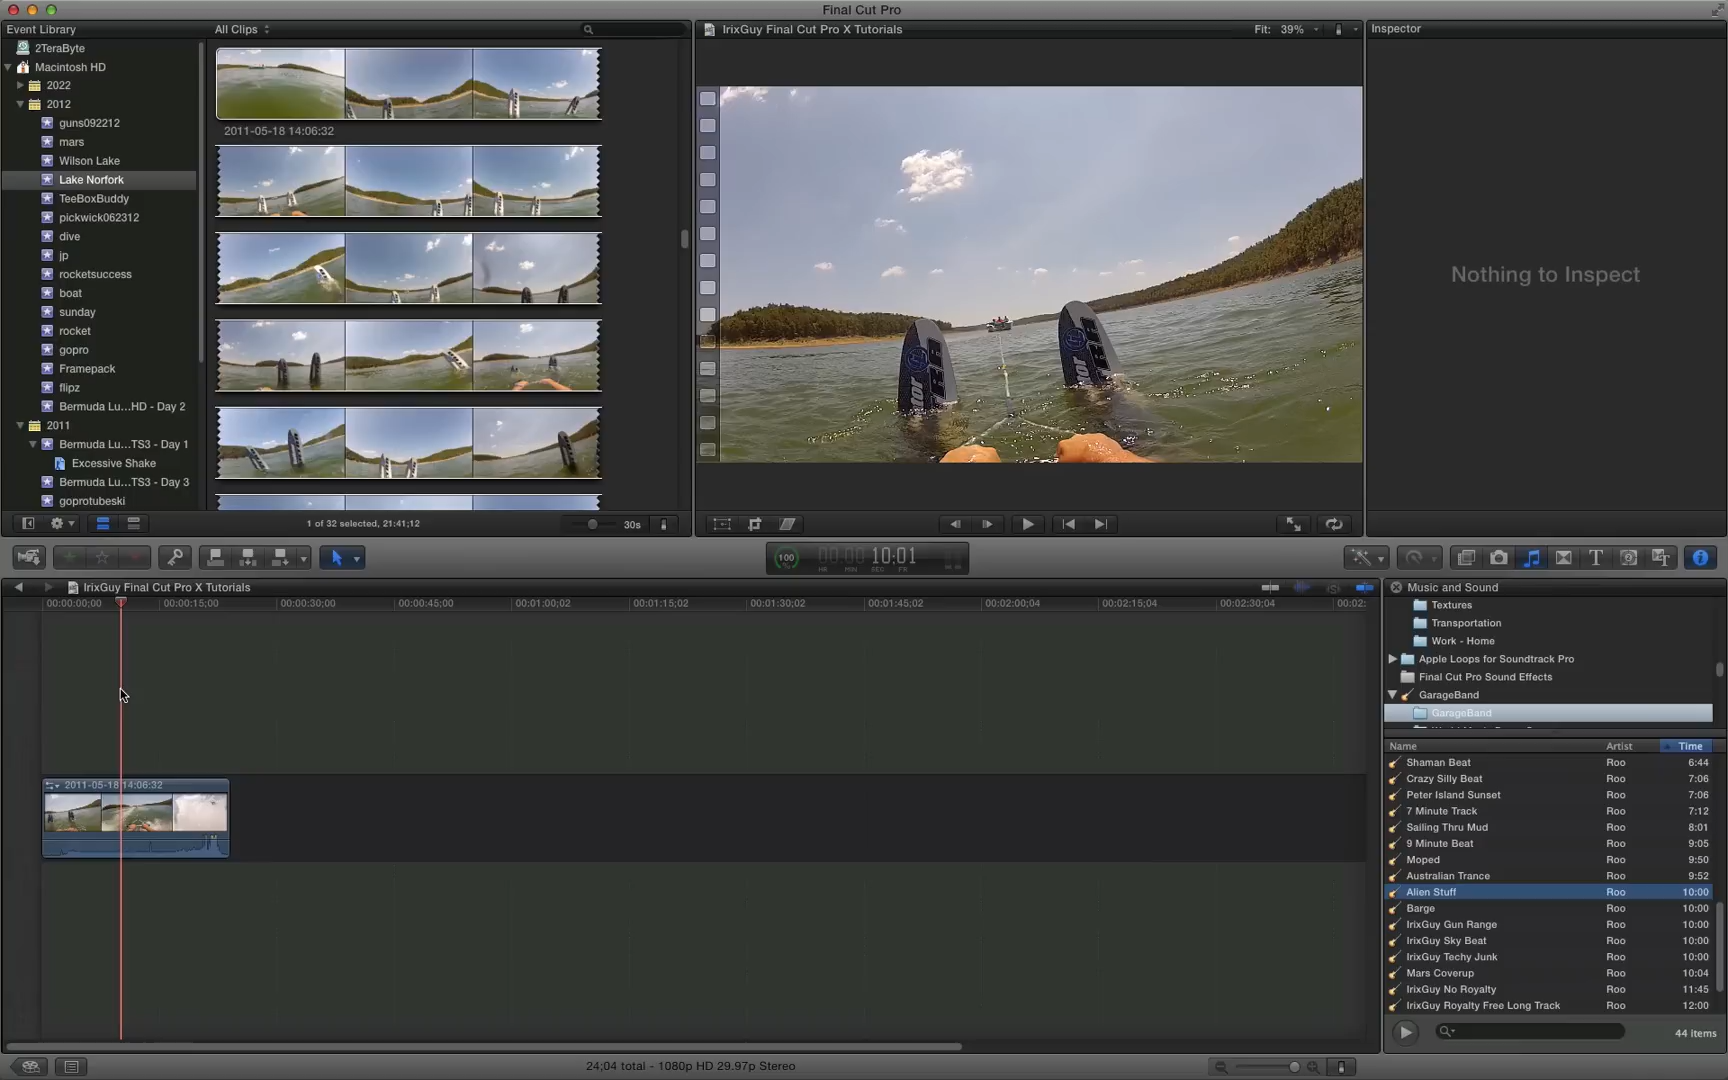 Final Cut Pro
Event Library
All Clips
IrixGuy Final Cut Pro X Tutorials
Fit: 39%
Inspector
2TeraByte
Macintosh HD
2022
2012
guns092212
mars
Wilson Lake
Lake Norfork
TeeBoxBuddy
pickwick062312
dive
jp
rocketsuccess
boat
sunday
rocket
gopro
Framepack
flipz
Bermuda Lu...HD - Day 2
2011
Bermuda Lu...TS3 - Day 1
Excessive Shake
Bermuda Lu...TS3 - Day 3
goprotubeski
2011-05-18 14:06:32
Nothing to Inspect
1 of 32 selected, 21:41;12
30s
100
00:00:10;01
HR MIN SEC FR
IrixGuy Final Cut Pro X Tutorials
00:00:00;00
00:00:15;00
00:00:30;00
00:00:45;00
00:01:00;02
00:01:15;02
00:01:30;02
00:01:45;02
00:02:00;04
00:02:15;04
00:02:30;04
00:02:
2011-05-18 14:06:32
Music and Sound
Textures
Transportation
Work - Home
Apple Loops for Soundtrack Pro
Final Cut Pro Sound Effects
GarageBand
GarageBand
Name Artist Time
Shaman Beat Roo 6:44
Crazy Silly Beat Roo 7:06
Peter Island Sunset Roo 7:06
7 Minute Track Roo 7:12
Sailing Thru Mud Roo 8:01
9 Minute Beat Roo 9:05
Moped Roo 9:50
Australian Trance Roo 9:52
Alien Stuff Roo 10:00
Barge Roo 10:00
IrixGuy Gun Range Roo 10:00
IrixGuy Sky Beat Roo 10:00
IrixGuy Techy Junk Roo 10:00
Mars Coverup Roo 10:04
IrixGuy No Royalty Roo 11:45
IrixGuy Royalty Free Long Track Roo 12:00
44 items
24;04 total - 1080p HD 29.97p Stereo